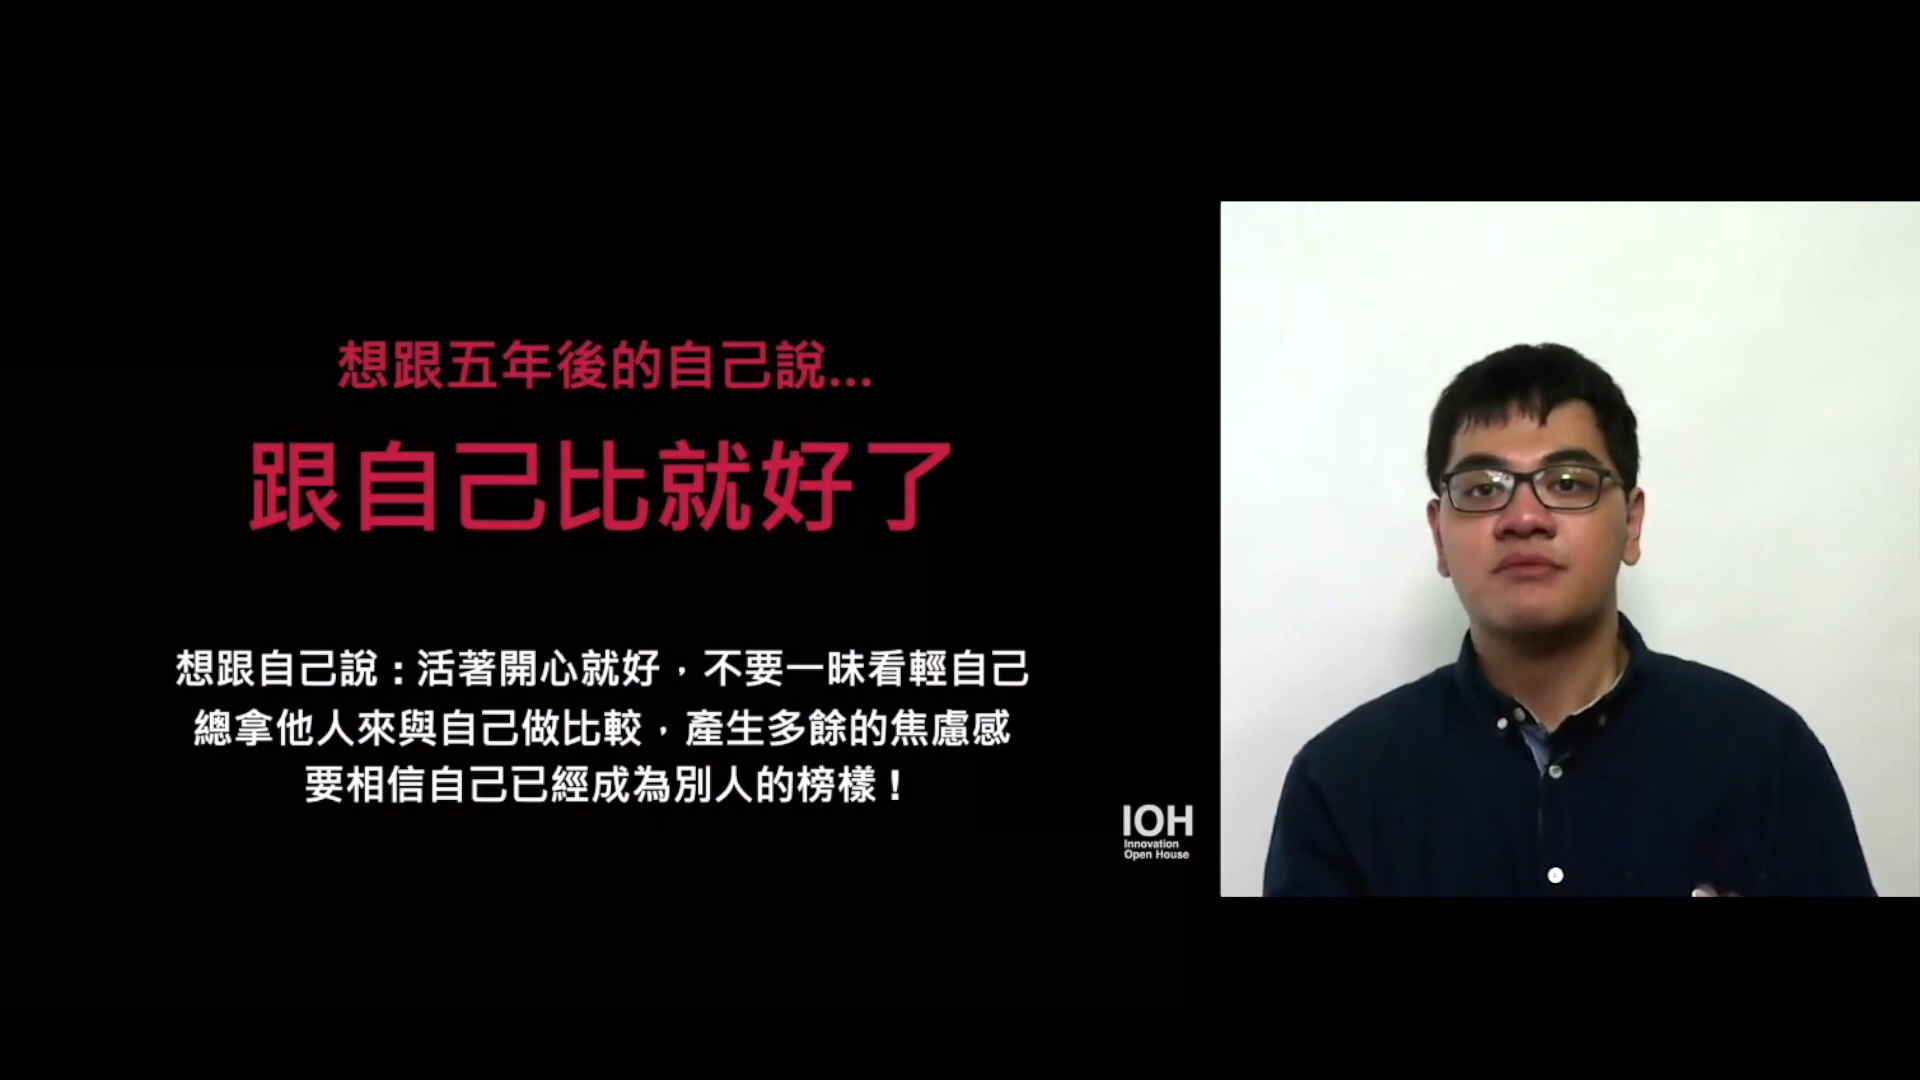 想跟五年後的自己說...
跟自己比就好了
想跟自己說：活著開心就好，不要一昧看輕自己
總拿他人來與自己做比較，產生多餘的焦慮感
要相信自己已經成為別人的榜樣！
IOH
Innovation
Open House